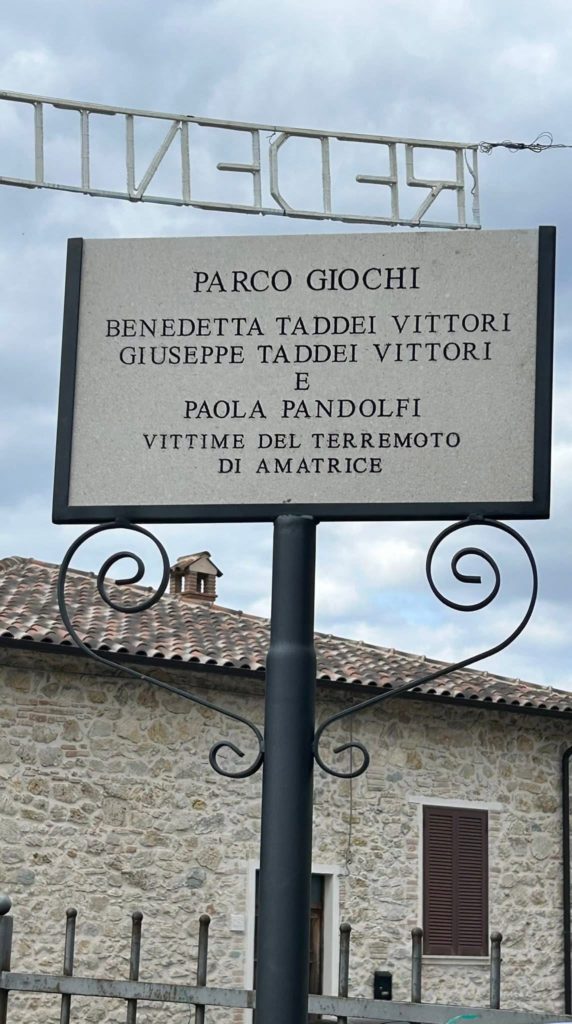 PARCO GIOCHI
BENEDETTA TADDEI VITTORI
GIUSEPPE TADDEI VITTORI
E
PAOLA PANDOLFI
VITTIME DEL TERREMOTO
DI AMATRICE